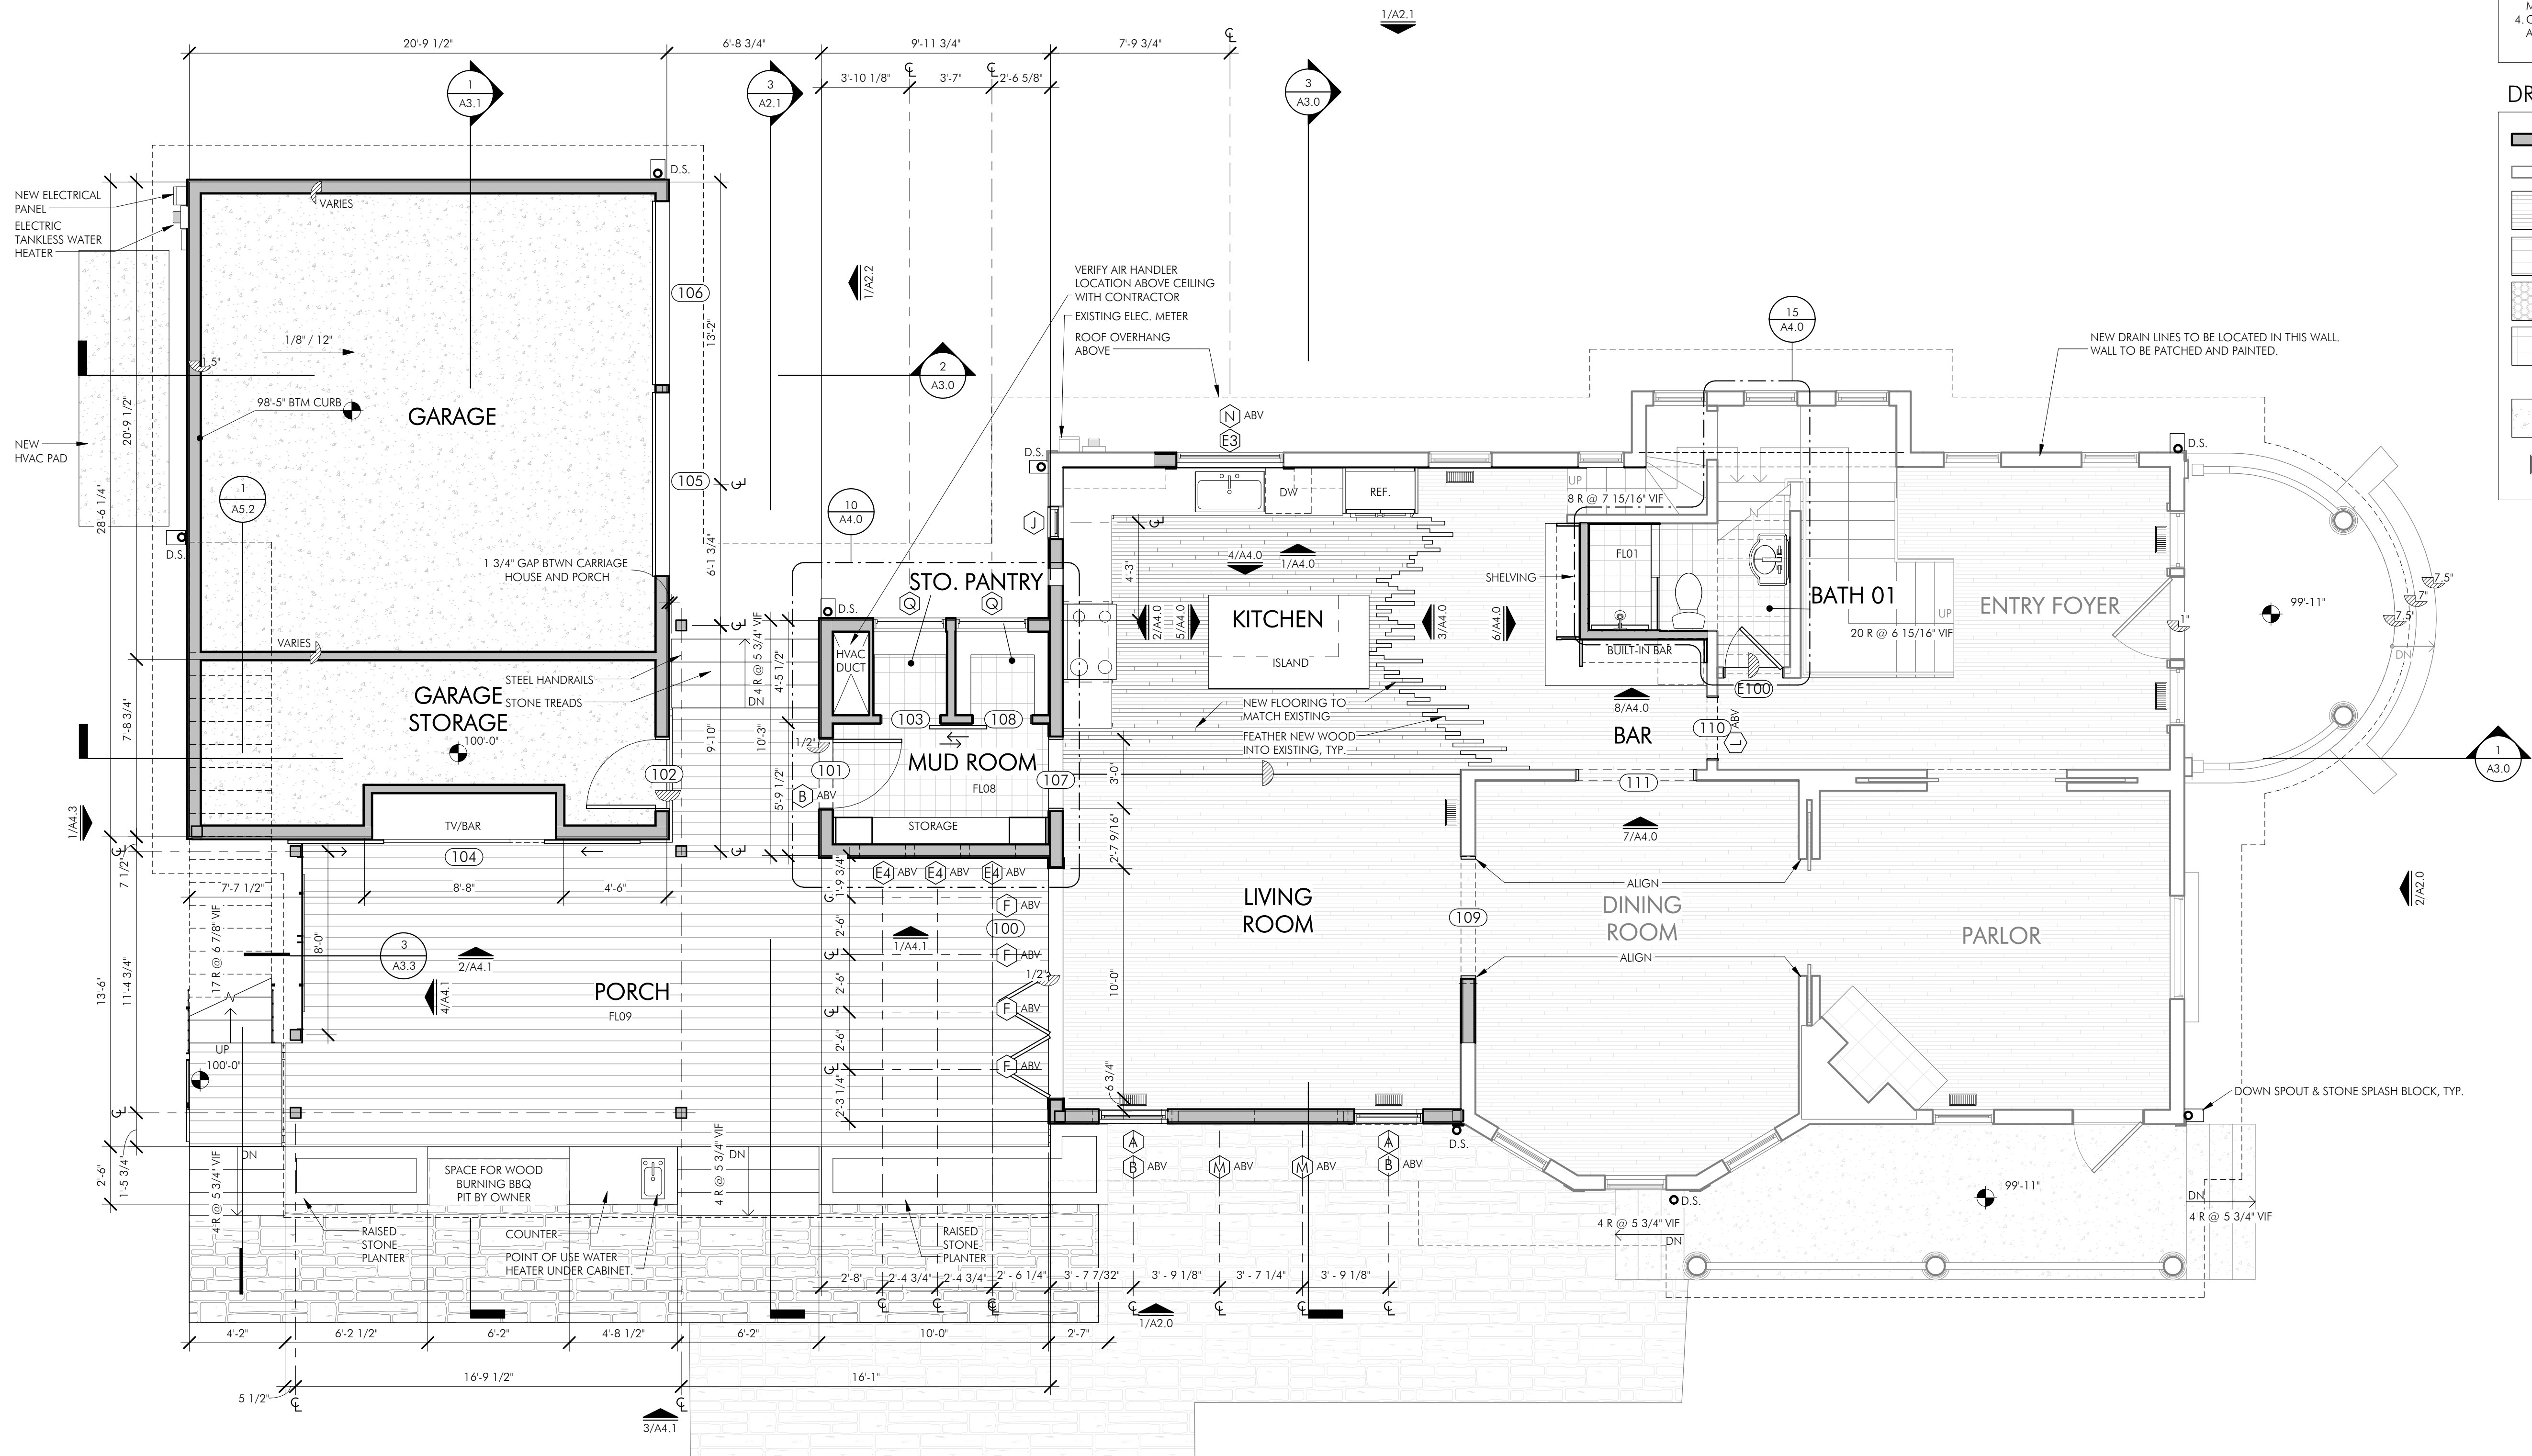 1/A2.1
M
4. C
A
20'-9 1/2"
6'-8 3/4"
9'-11 3/4"
7'-9 3/4"
3'-10 1/8"
3'-7"
2'-6 5/8"
1
A3.1
3
A2.1
3
A3.0
DR
D.S.
NEW ELECTRICAL
PANEL
ELECTRIC
TANKLESS WATER
HEATER
VARIES
106
13'-2"
1/A2.2
VERIFY AIR HANDLER
LOCATION ABOVE CEILING
WITH CONTRACTOR
EXISTING ELEC. METER
ROOF OVERHANG
ABOVE
15
A4.0
NEW DRAIN LINES TO BE LOCATED IN THIS WALL.
WALL TO BE PATCHED AND PAINTED.
1/8" / 12"
1.5"
2
A3.0
98'-5" BTM CURB
GARAGE
20'-9 1/2"
28'-6 1/4"
NEW
HVAC PAD
N ABV
E3
D.S.
D.S.
105
1
A5.2
10
A4.0
J
DW
REF.
UP
8 R @ 7 15/16" VIF
D.S.
6'-1 3/4"
1 3/4" GAP BTWN CARRIAGE
HOUSE AND PORCH
STO. PANTRY
Q
Q
D.S.
4'-3"
4/A4.0
1/A4.0
2/A4.0
5/A4.0
KITCHEN
ISLAND
3/A4.0
6/A4.0
SHELVING
FL01
BATH 01
BUILT-IN BAR
UP
20 R @ 6 15/16" VIF
ENTRY FOYER
1"
99'-11"
7.5"
7"
7.5"
DN
VARIES
7'-8 3/4"
GARAGE
STORAGE
100'-0"
STEEL HANDRAILS
STONE TREADS
DN 4 R @ 5 3/4" VIF
4'-5 1/2"
HVAC
DUCT
103
108
NEW FLOORING TO
MATCH EXISTING
FEATHER NEW WOOD
INTO EXISTING, TYP.
8/A4.0
BAR
E100
110
L
ABV
1
A3.0
9'-10"
10'-3"
1/2"
MUD ROOM
FL08
102
101
107
B ABV
5'-9 1/2"
3'-0"
111
1/A4.3
TV/BAR
104
STORAGE
2'-7 9/16"
7/A4.0
7 1/2"
7'-7 1/2"
8'-8"
4'-6"
E4 ABV
E4 ABV
E4 ABV
1'-9 3/4"
ALIGN
2/A2.0
F ABV
100
LIVING
ROOM
109
DINING
ROOM
PARLOR
17 R @ 6 7/8" VIF
8'-0"
3
A3.3
2/A4.1
4/A4.1
1/A4.1
2'-6"
F ABV
ALIGN
1/2"
2'-6"
10'-0"
13'-6"
11'-4 3/4"
PORCH
FL09
F ABV
2'-6"
F ABV
UP
100'-0"
2'-3 1/4"
6 3/4"
DOWN SPOUT & STONE SPLASH BLOCK, TYP.
D.S.
A
B ABV
M ABV
M ABV
A
B ABV
2'-6"
1'-5 3/4"
DN
4 R @ 5 3/4" VIF
SPACE FOR WOOD
BURNING BBQ
PIT BY OWNER
DN
4 R @ 5 3/4" VIF
D.S.
99'-11"
4 R @ 5 3/4" VIF
DN
DN
4 R @ 5 3/4" VIF
RAISED
STONE
PLANTER
COUNTER
POINT OF USE WATER
HEATER UNDER CABINET.
RAISED
STONE
PLANTER
2'-8"
2'-4 3/4"
2'-4 3/4"
2' - 6 1/4"
3' - 7 7/32"
3' - 9 1/8"
3' - 7 1/4"
3' - 9 1/8"
1/A2.0
4'-2"
6'-2 1/2"
6'-2"
4'-8 1/2"
6'-2"
10'-0"
2'-7"
5 1/2"
16'-9 1/2"
16'-1"
3/A4.1